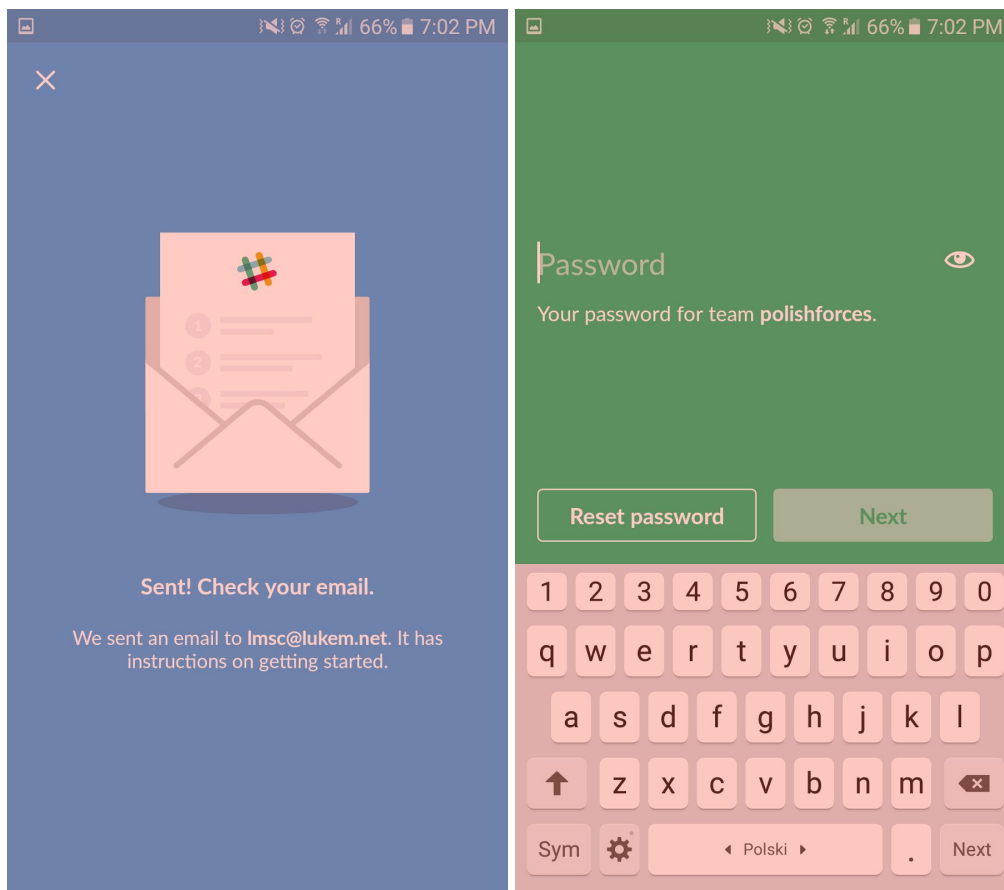 66% 7:02 PM
1
2
Sent! Check your email.
We sent an email to lmsc@lukem.net. It has
instructions on getting started.
R 66% 7:02 PM
Password
Your password for team polishforces.
Reset password
Next
1 2 3 4 5 6 7 8 9 0
q w e r t y u i o p
a s d f g h j k l
z x c v b n m
Sym Polski . Next